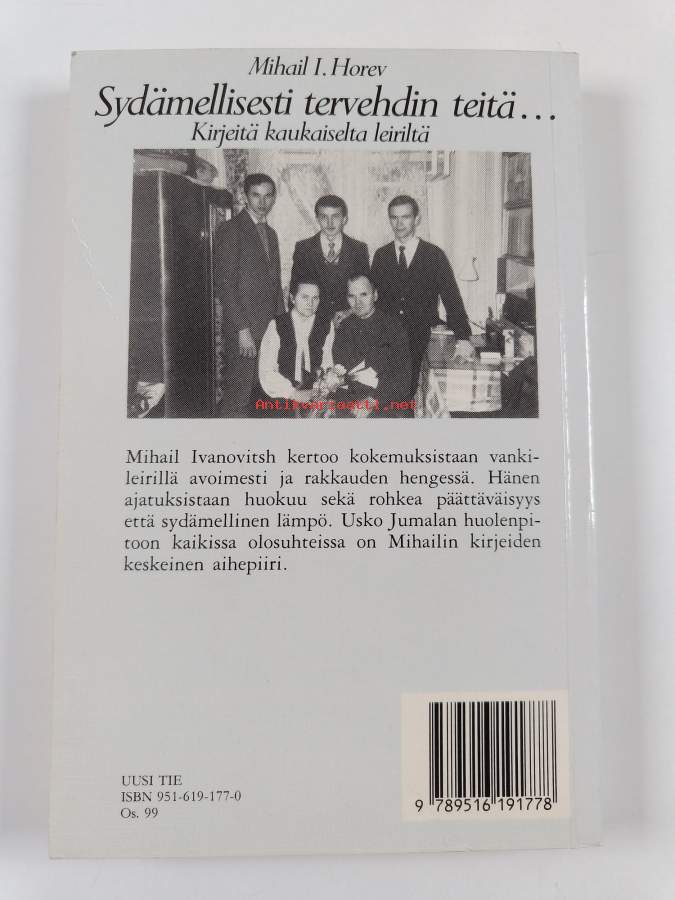 Mihail I. Horev
Sydämellisesti tervehdin teitä...
Kirjeitä kaukaiselta leiriltä
Antikvariaatti.net
Mihail Ivanovitsh kertoo kokemuksistaan vanki-
leirillä avoimesti ja rakkauden hengessä. Hänen
ajatuksistaan huokuu sekä rohkea päättäväisyys
että sydämellinen lämpö. Usko Jumalan huolenpi-
toon kaikissa olosuhteissa on Mihailin kirjeiden
keskeinen aihepiiri.
UUSI TIE
ISBN 951-619-177-0
Os. 99
9 789516 191778